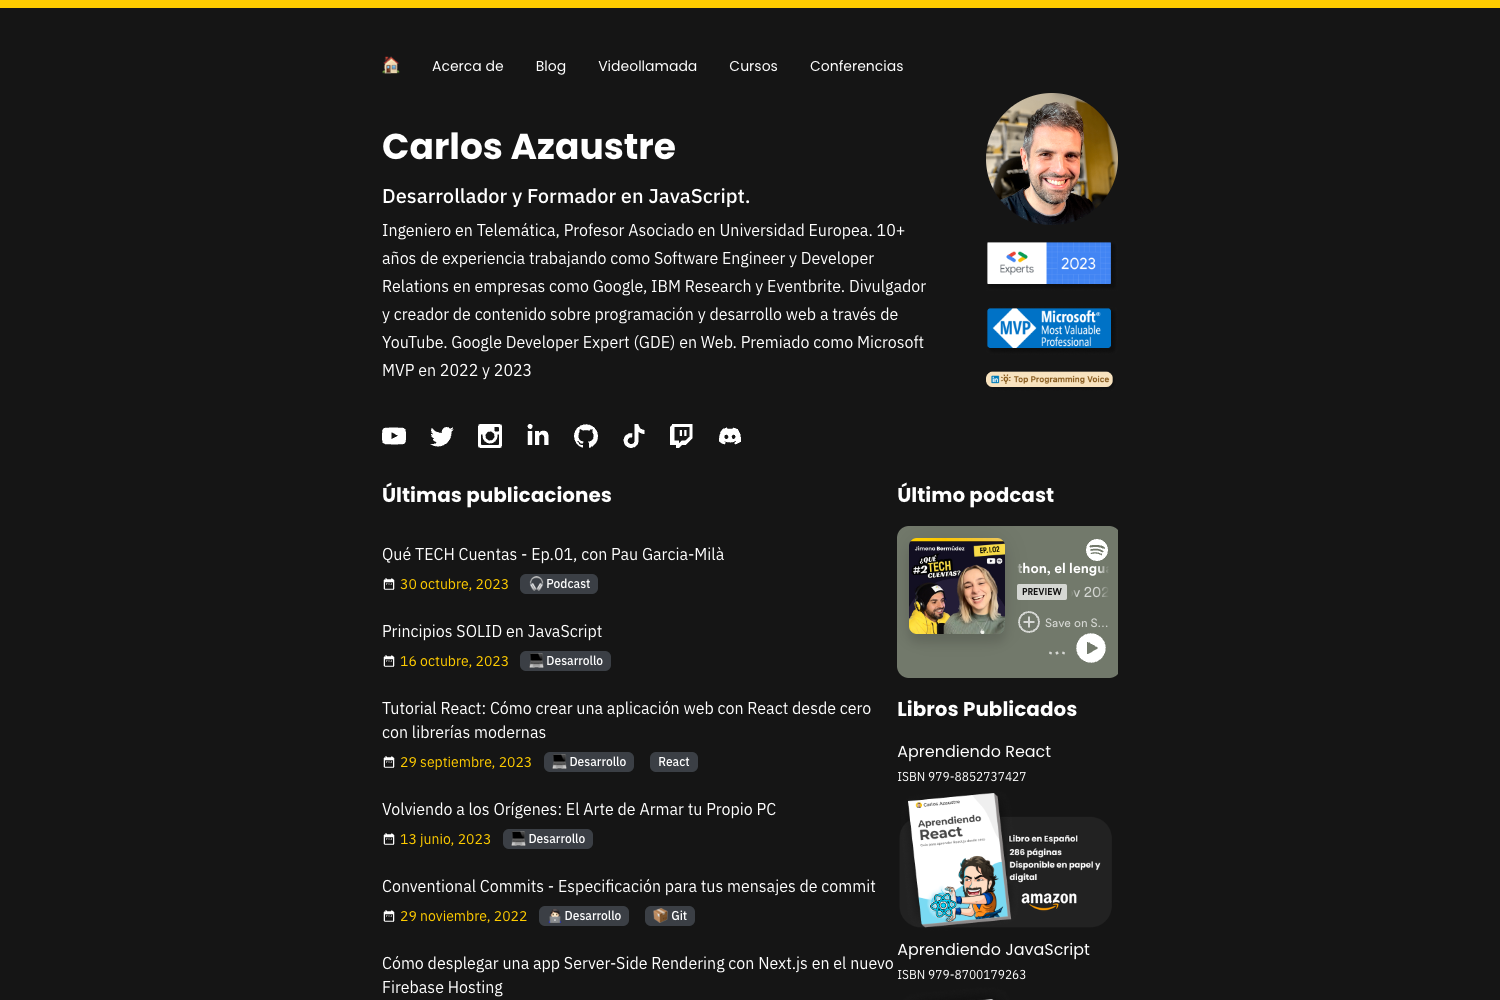 Acerca de
Blog
Videollamada
Cursos
Conferencias
Carlos Azaustre
Desarrollador y Formador en JavaScript.
Ingeniero en Telemática, Profesor Asociado en Universidad Europea. 10+
años de experiencia trabajando como Software Engineer y Developer
Relations en empresas como Google, IBM Research y Eventbrite. Divulgador
y creador de contenido sobre programación y desarrollo web a través de
YouTube. Google Developer Expert (GDE) en Web. Premiado como Microsoft
MVP en 2022 y 2023
Experts 2023
MVP
Microsoft®
Most Valuable
Professional
in Top Programming Voice
Últimas publicaciones
Qué TECH Cuentas - Ep.01, con Pau Garcia-Milà
30 octubre, 2023 Podcast
Principios SOLID en JavaScript
16 octubre, 2023 Desarrollo
Tutorial React: Cómo crear una aplicación web con React desde cero
con librerías modernas
29 septiembre, 2023 Desarrollo React
Volviendo a los Orígenes: El Arte de Armar tu Propio PC
13 junio, 2023 Desarrollo
Conventional Commits - Especificación para tus mensajes de commit
29 noviembre, 2022 Desarrollo Git
Cómo desplegar una app Server-Side Rendering con Next.js en el nuevo
Firebase Hosting
Último podcast
Jimena Bermúdez
EP. 1.02
¿QUÉ
#2 TECH
CUENTAS?
thon, el lengu
PREVIEW v 202
Save on S...
Libros Publicados
Aprendiendo React
ISBN 979-8852737427
Carlos Azaustre
Aprendiendo
React
Libro en Español
286 páginas
Disponible en papel y
digital
amazon
Aprendiendo JavaScript
ISBN 979-8700179263